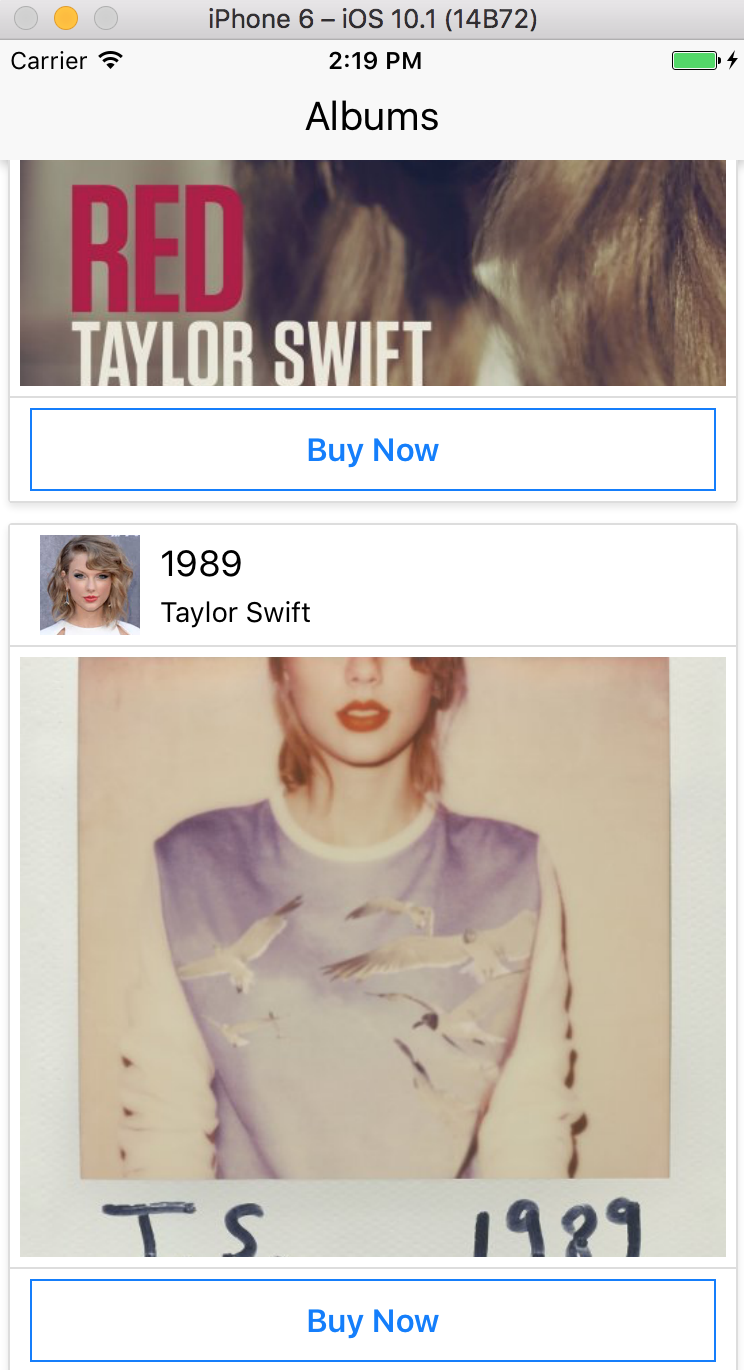 iPhone 6 – iOS 10.1 (14B72)
Carrier 2:19 PM
Albums
RED
TAYLOR SWIFT
Buy Now
1989
Taylor Swift
T. S. 1989
Buy Now